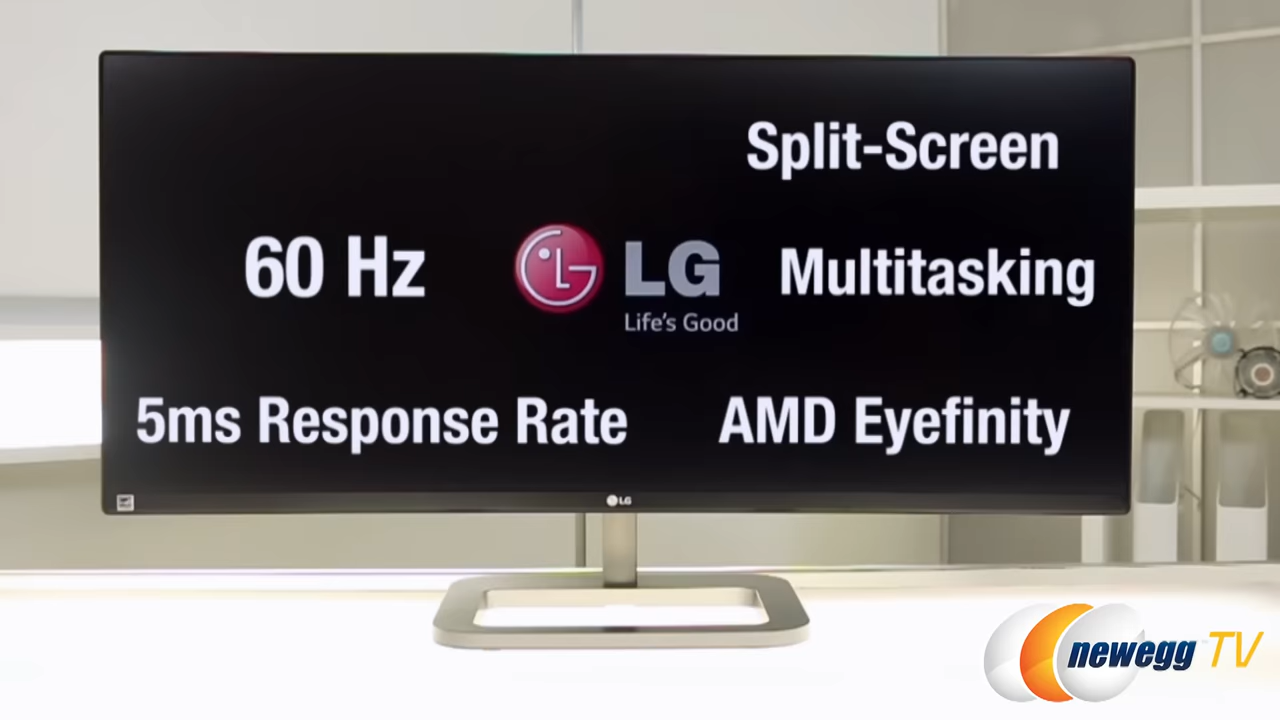 Split-Screen
60 Hz
LG
Life's Good
Multitasking
5ms Response Rate
AMD Eyefinity
LG
newegg TV